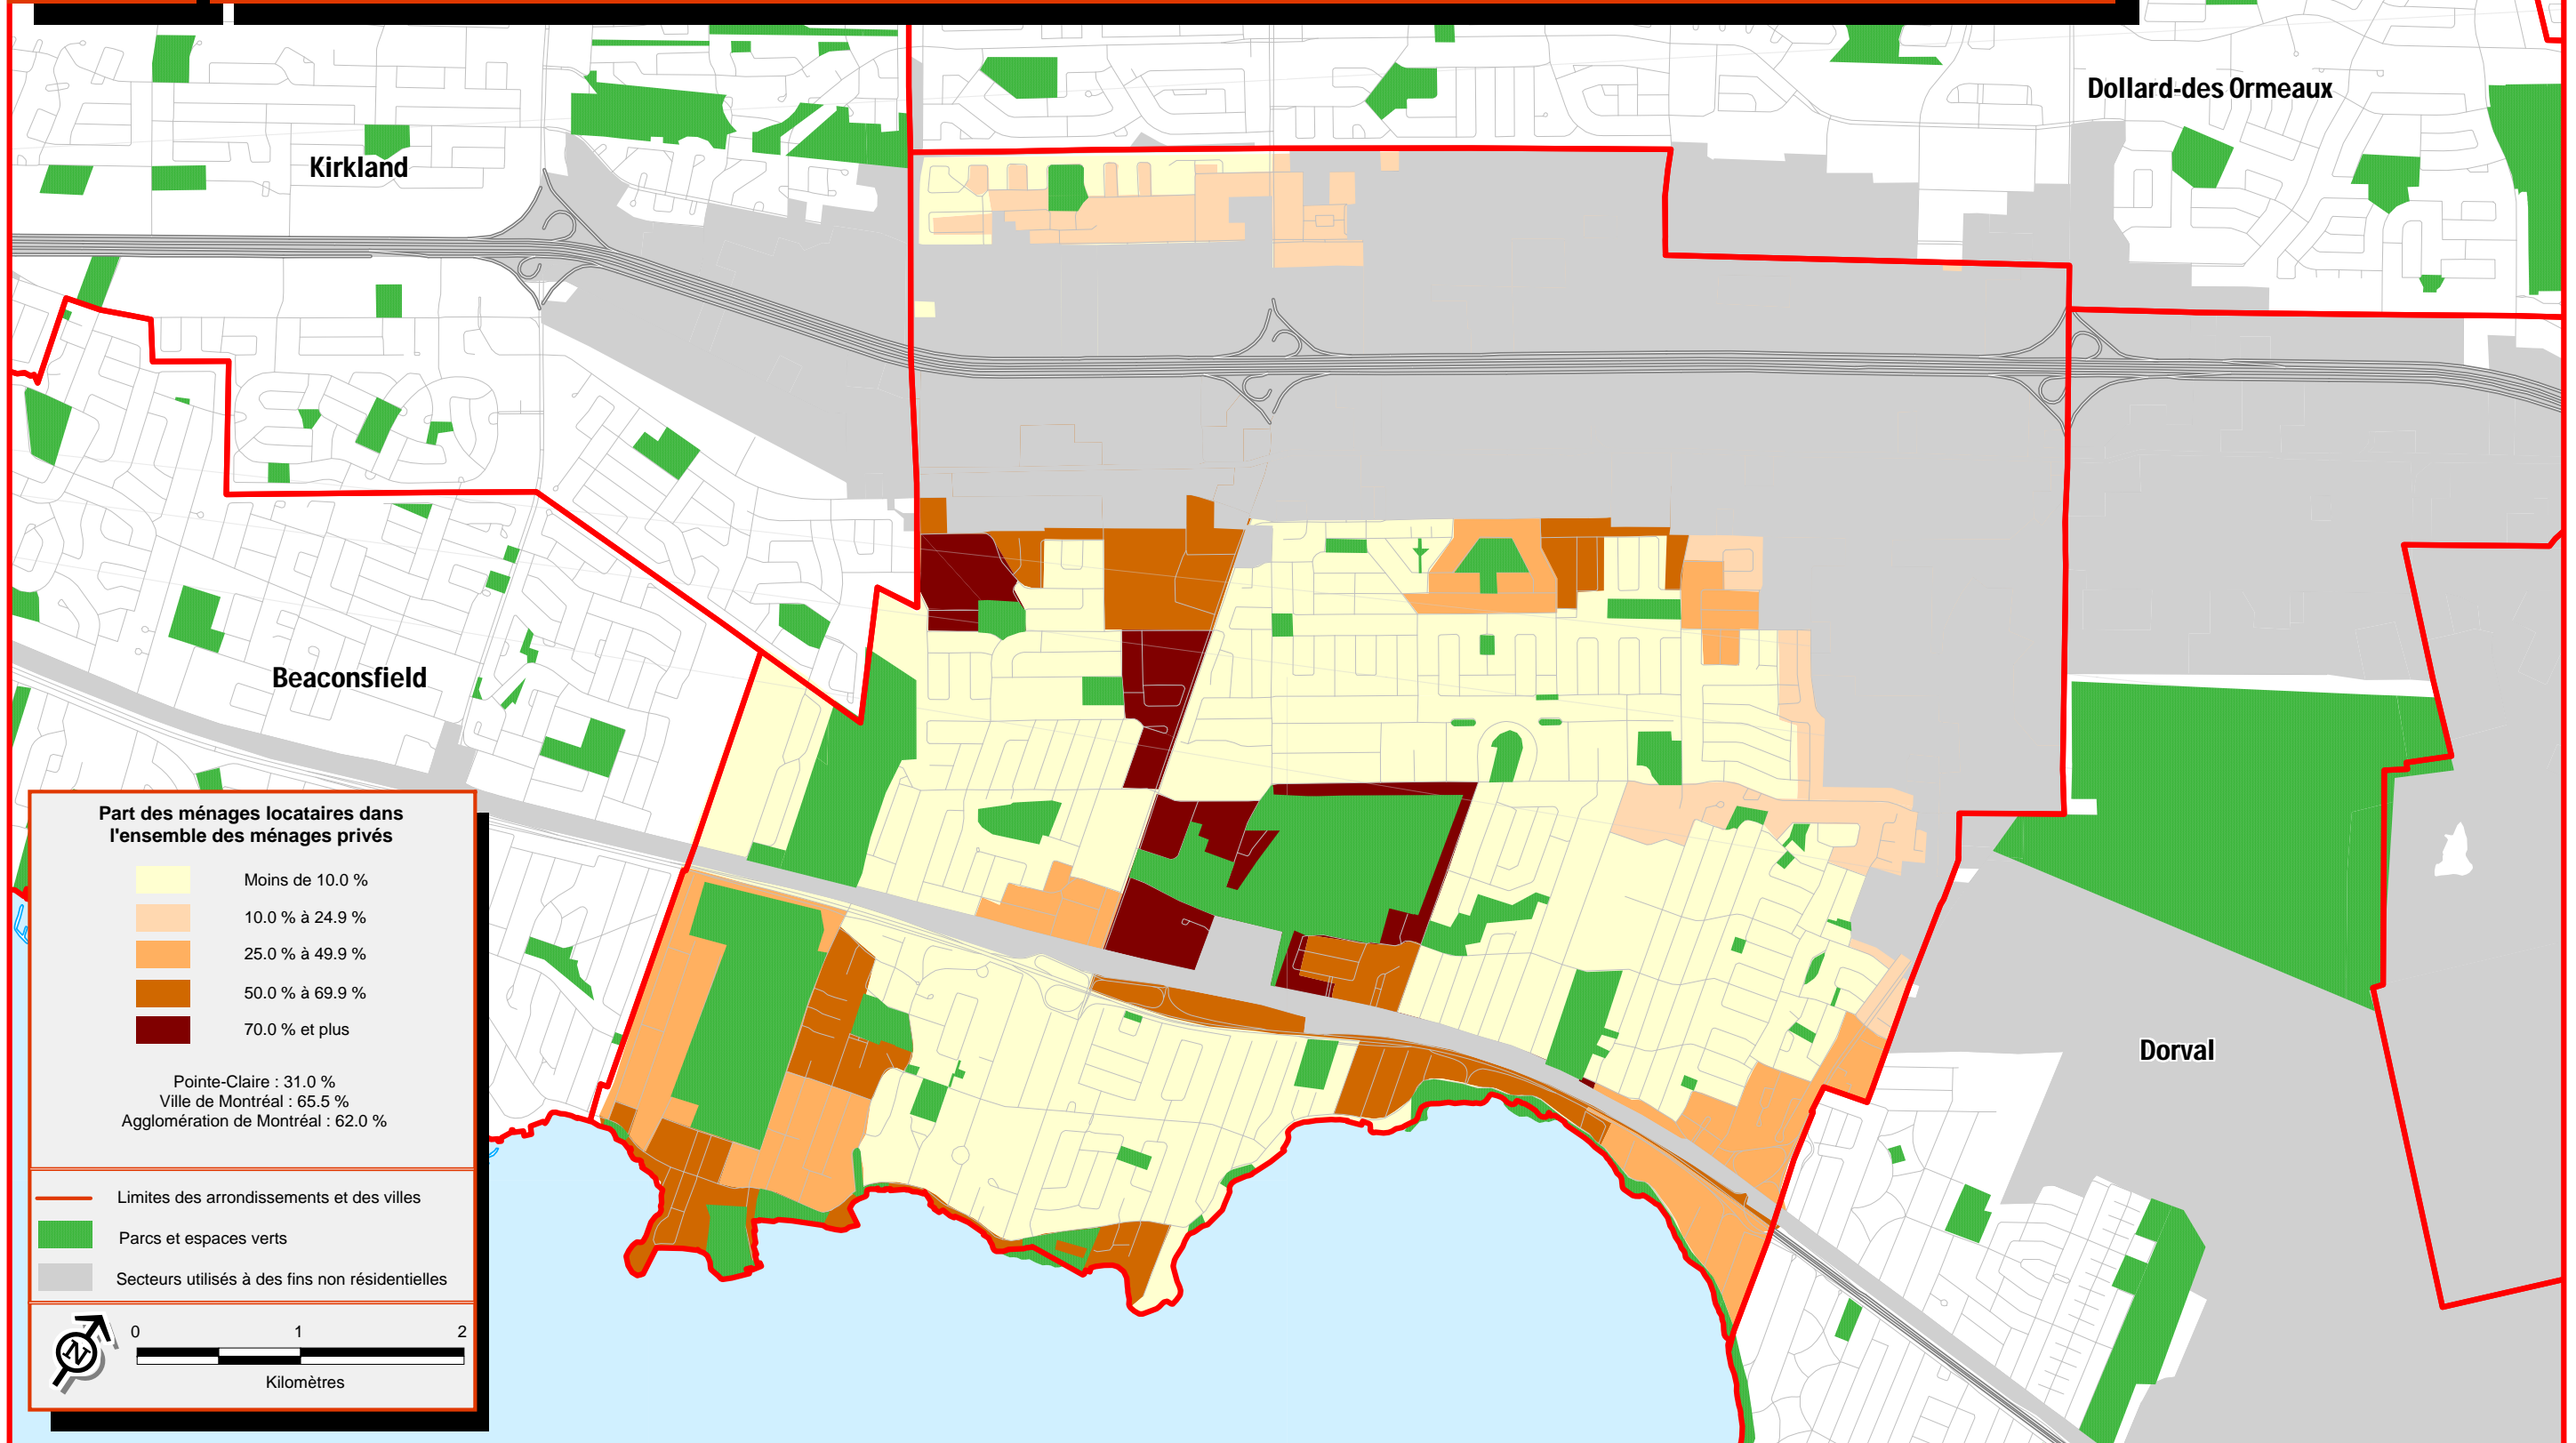 Dollard-des Ormeaux
Kirkland
Beaconsfield
Dorval
Part des ménages locataires dans
l'ensemble des ménages privés
Moins de 10.0 %
10.0 % à 24.9 %
25.0 % à 49.9 %
50.0 % à 69.9 %
70.0 % et plus
Pointe-Claire : 31.0 %
Ville de Montréal : 65.5 %
Agglomération de Montréal : 62.0 %
Limites des arrondissements et des villes
Parcs et espaces verts
Secteurs utilisés à des fins non résidentielles
N
0 1 2
Kilomètres